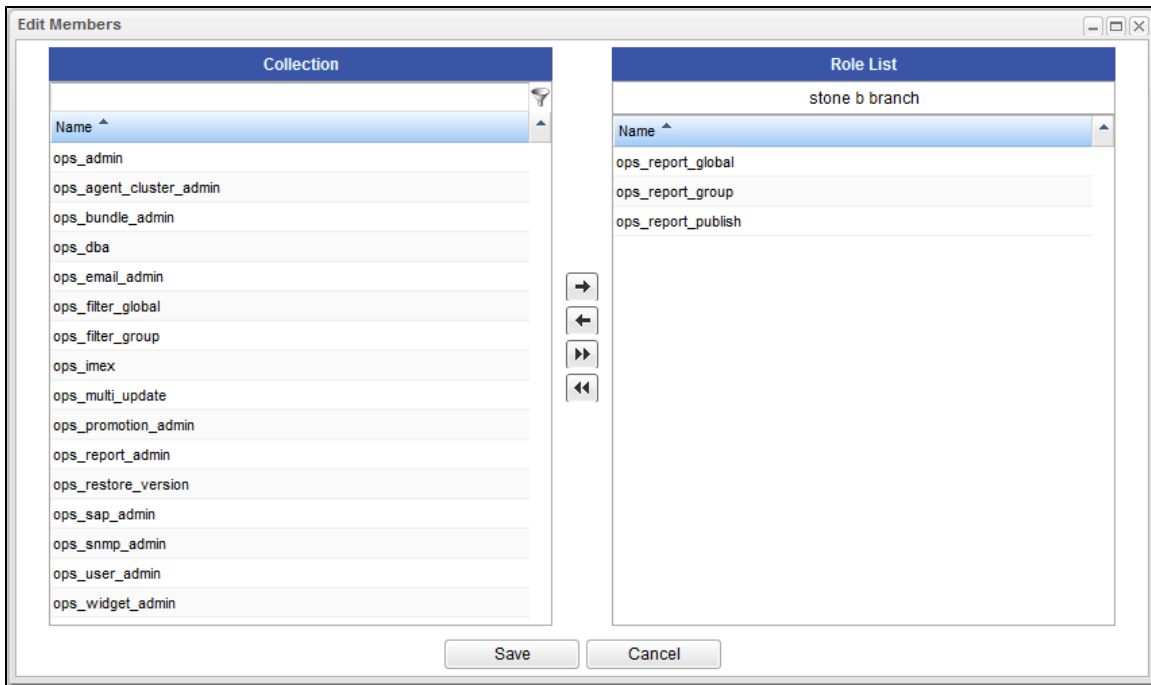 Edit Members
Collection
Name
ops_admin
ops_agent_cluster_admin
ops_bundle_admin
ops_dba
ops_email_admin
ops_filter_global
ops_filter_group
ops_imex
ops_multi_update
ops_promotion_admin
ops_report_admin
ops_restore_version
ops_sap_admin
ops_snmp_admin
ops_user_admin
ops_widget_admin
Role List
stone b branch
Name
ops_report_global
ops_report_group
ops_report_publish
Save
Cancel